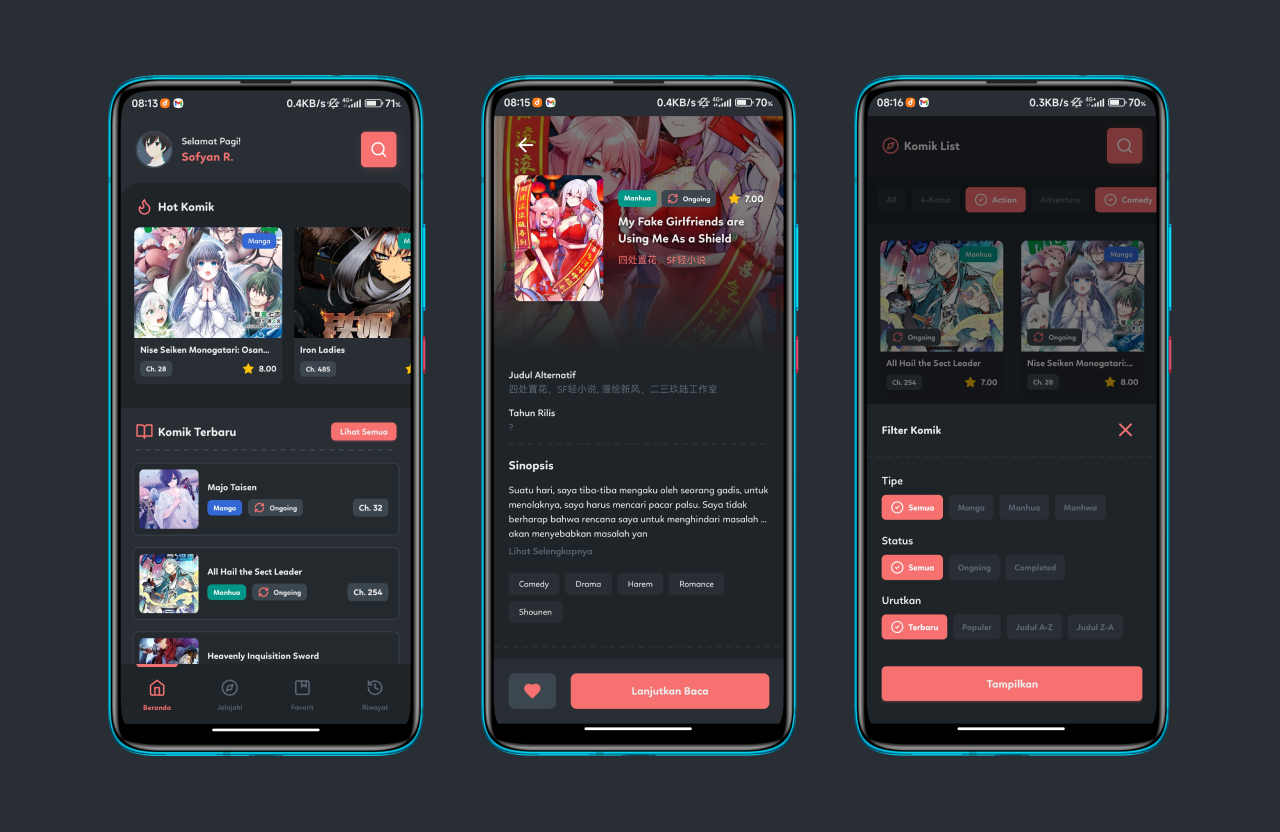 08:13
0.4KB/s
4G+
71%
Selamat Pagi!
Sofyan R.
Hot Komik
Manga
Nise Seiken Monogatari: Osan...
Ch. 28
8.00
铁姬
Iron Ladies
Ch. 485
Komik Terbaru
Lihat Semua
Majo Taisen
Manga
Ongoing
Ch. 32
All Hail the Sect Leader
Manhua
Ongoing
Ch. 254
Heavenly Inquisition Sword
Beranda
Jelajahi
Favorit
Riwayat
08:15
0.4KB/s
4G+
70%
Manhua
Ongoing
7.00
My Fake Girlfriends are
Using Me As a Shield
四处置花，SF轻小说
Judul Alternatif
四处置花，SF轻小说, 漫绘新风，二三玖陆工作室
Tahun Rilis
?
Sinopsis
Suatu hari, saya tiba-tiba mengaku oleh seorang gadis, untuk
menolaknya, saya harus mencari pacar palsu. Saya tidak
berharap bahwa rencana saya untuk menghindari masalah ...
akan menyebabkan masalah yan
Lihat Selengkapnya
Comedy
Drama
Harem
Romance
Shounen
Lanjutkan Baca
08:16
0.3KB/s
4G+
70%
Komik List
All
4-Koma
Action
Adventure
Comedy
Manhua
Ongoing
All Hail the Sect Leader
Ch. 254
7.00
Manga
Ongoing
Nise Seiken Monogatari:...
Ch. 28
8.00
Filter Komik
Tipe
Semua
Manga
Manhua
Manhwa
Status
Semua
Ongoing
Completed
Urutkan
Terbaru
Populer
Judul A-Z
Judul Z-A
Tampilkan